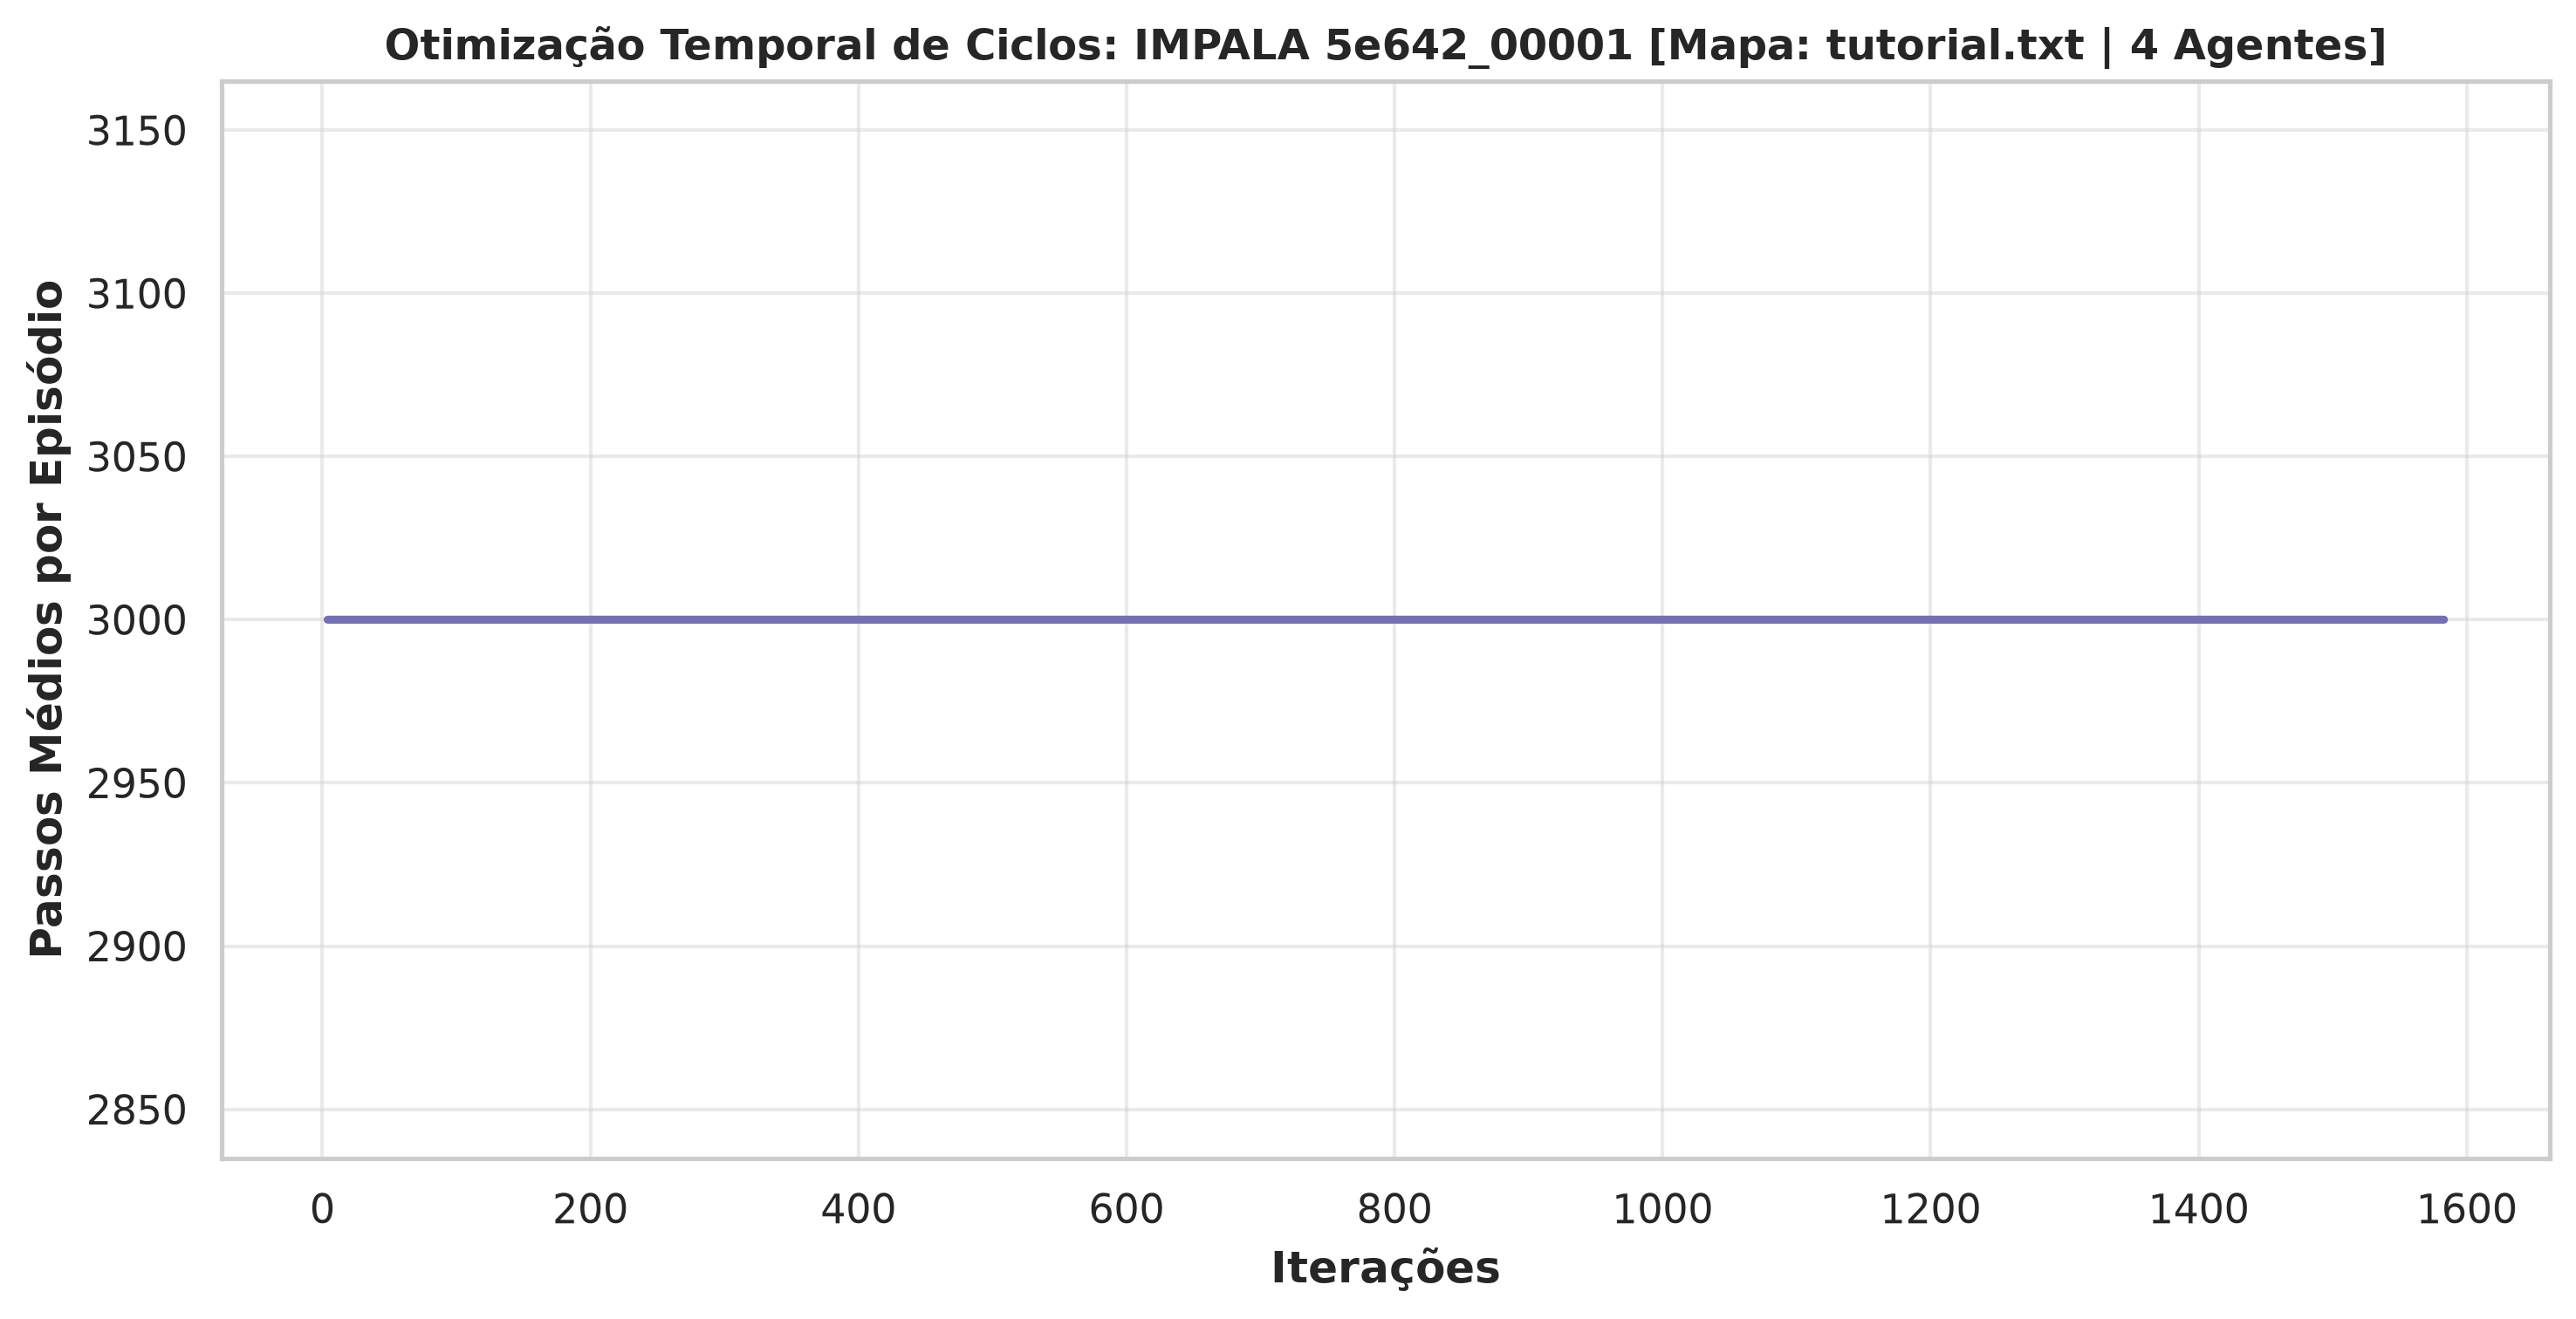 Otimização Temporal de Ciclos: IMPALA 5e642_00001 [Mapa: tutorial.txt | 4 Agentes]
Passos Médios por Episódio
3150
3100
3050
3000
2950
2900
2850
0 200 400 600 800 1000 1200 1400 1600
Iterações